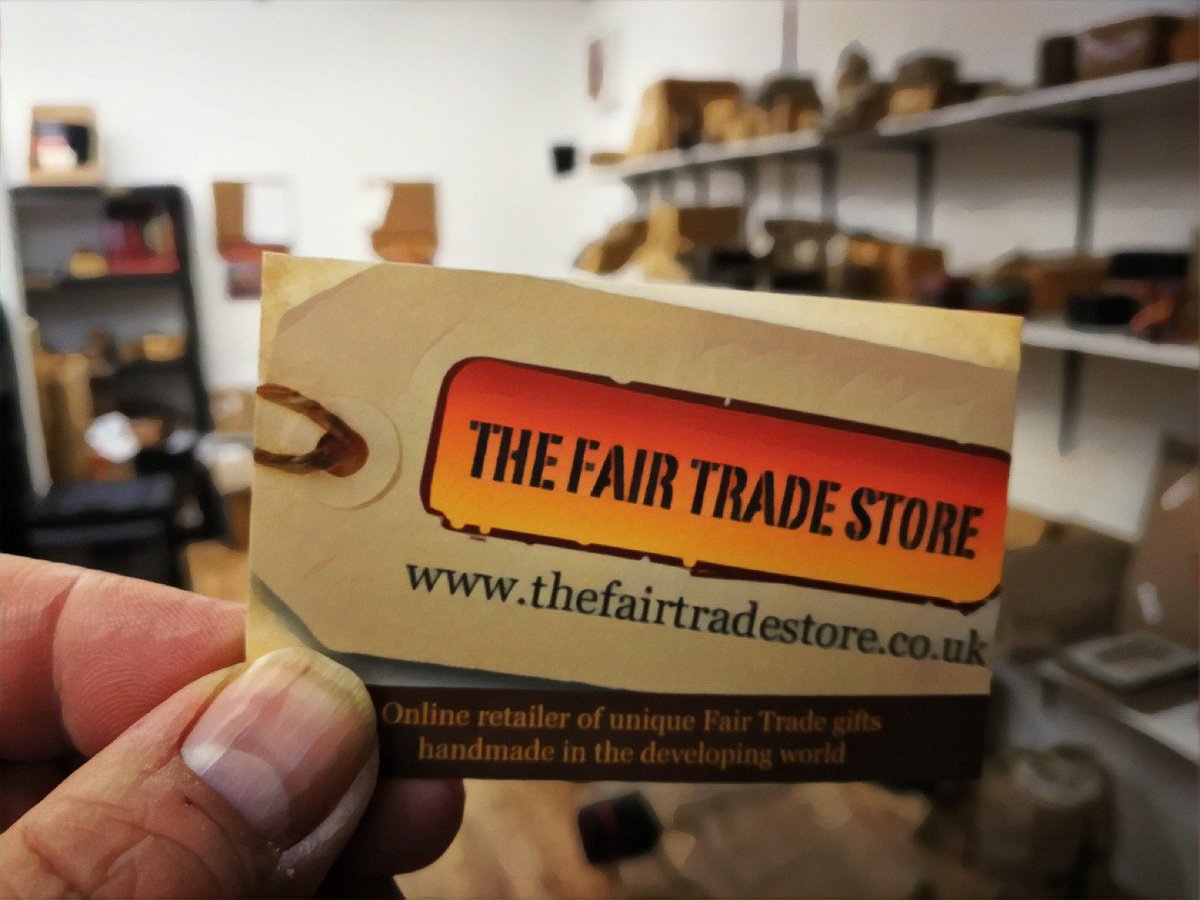 THE FAIR TRADE STORE
www.thefairtradestore.co.uk
Online retailer of unique Fair Trade gifts
handmade in the developing world